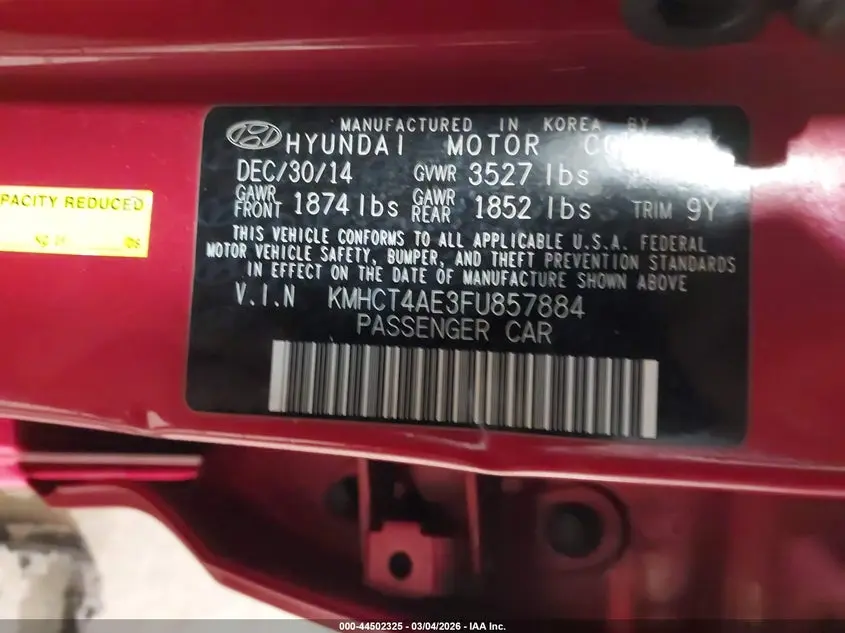 MANUFACTURED IN KOREA BY
HYUNDAI MOTOR
DEC/30/14 GVWR 3527 lbs
GAWR FRONT 1874 lbs GAWR REAR 1852 lbs TRIM 9Y
THIS VEHICLE CONFORMS TO ALL APPLICABLE U.S.A. FEDERAL
MOTOR VEHICLE SAFETY, BUMPER, AND THEFT PREVENTION STANDARDS
IN EFFECT ON THE DATE OF MANUFACTURE SHOWN ABOVE
V.I.N KMHCT4AE3FU857884
PASSENGER CAR
PACITY REDUCED
KG OR LBS
000-44502325 - 03/04/2026 - IAA Inc.